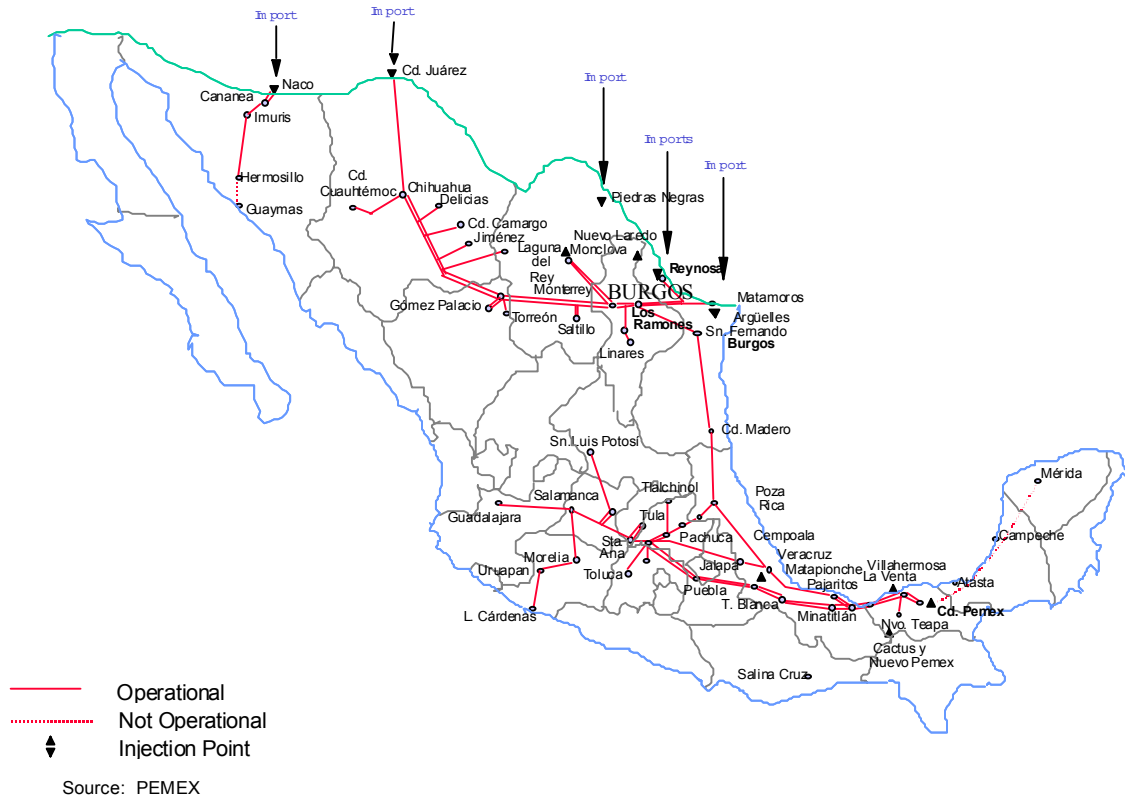 Import
Import
Cd. Juárez
Import
Naco
Cananea
Imuris
Imports
Import
Hermosillo
Cd.
Cuauhtémoc
Chihuahua
Delicias
Piedras Negras
Guaymas
Cd. Camargo
Jiménez
Nuevo Laredo
Monclova
Laguna
del
Rey
Reynosa
Monterrey
BURGOS
Matamoros
Gómez Palacio
Torreón
Saltillo
Los
Ramones
Argüelles
Sn. Fernando
Burgos
Linares
Cd. Madero
Sn.Luis Potosí
Mérida
Tlalchinol
Salamanca
Poza
Rica
Guadalajara
Tula
Sta
Ana
Pachuca
Cempoala
Campeche
Morelia
Uruapan
Toluca
Jalapa
Veracruz
Matapionche
Villahermosa
La Venta
Pajaritos
Atasta
Puebla
T. Blanca
Minatitlán
Cd. Pemex
L. Cárdenas
Nvo. Teapa
Cactus y
Nuevo Pemex
Salina Cruz
Operational
Not Operational
Injection Point
Source: PEMEX